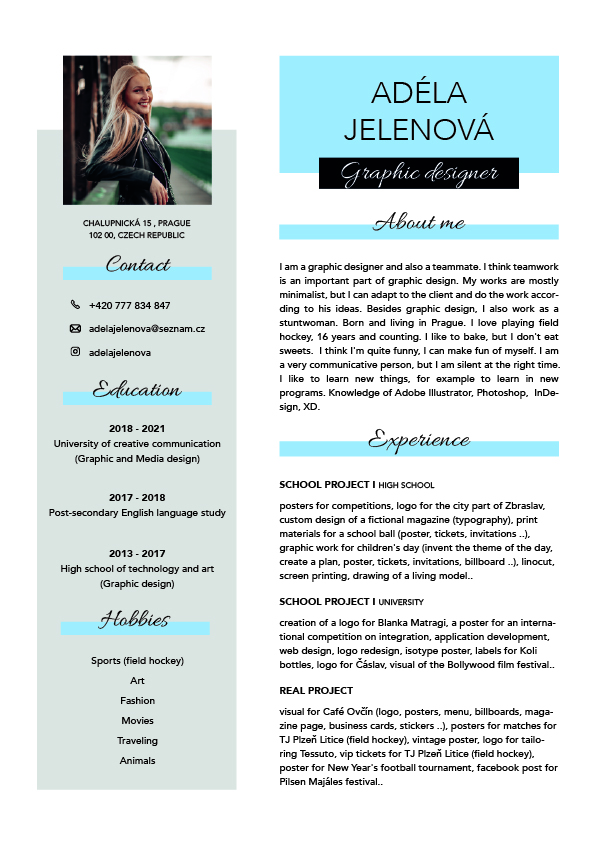 CHALUPNICKÁ 15 , PRAGUE
102 00, CZECH REPUBLIC
Contact
+420 777 834 847
adelajelenova@seznam.cz
adelajelenova
Education
2018 - 2021
University of creative communication
(Graphic and Media design)
2017 - 2018
Post-secondary English language study
2013 - 2017
High school of technology and art
(Graphic design)
Hobbies
Sports (field hockey)
Art
Fashion
Movies
Traveling
Animals
ADÉLA
JELENOVÁ
Graphic designer
About me
I am a graphic designer and also a teammate. I think teamwork
is an important part of graphic design. My works are mostly
minimalist, but I can adapt to the client and do the work accor-
ding to his ideas. Besides graphic design, I also work as a
stuntwoman. Born and living in Prague. I love playing field
hockey, 16 years and counting. I like to bake, but I don't eat
sweets. I think I'm quite funny, I can make fun of myself. I am
a very communicative person, but I am silent at the right time.
I like to learn new things, for example to learn in new
programs. Knowledge of Adobe Illustrator, Photoshop, InDe-
sign, XD.
Experience
SCHOOL PROJECT I HIGH SCHOOL
posters for competitions, logo for the city part of Zbraslav,
custom design of a fictional magazine (typography), print
materials for a school ball (poster, tickets, invitations ..),
graphic work for children's day (invent the theme of the day,
create a plan, poster, tickets, invitations, billboard ..), linocut,
screen printing, drawing of a living model..
SCHOOL PROJECT I UNIVERSITY
creation of a logo for Blanka Matragi, a poster for an interna-
tional competition on integration, application development,
web design, logo redesign, isotype poster, labels for Koli
bottles, logo for Čáslav, visual of the Bollywood film festival..
REAL PROJECT
visual for Café Ovčín (logo, posters, menu, billboards, maga-
zine page, business cards, stickers ..), posters for matches for
TJ Plzeň Litice (field hockey), vintage poster, logo for tailo-
ring Tessuto, vip tickets for TJ Plzeň Litice (field hockey),
poster for New Year's football tournament, facebook post for
Pilsen Majáles festival..